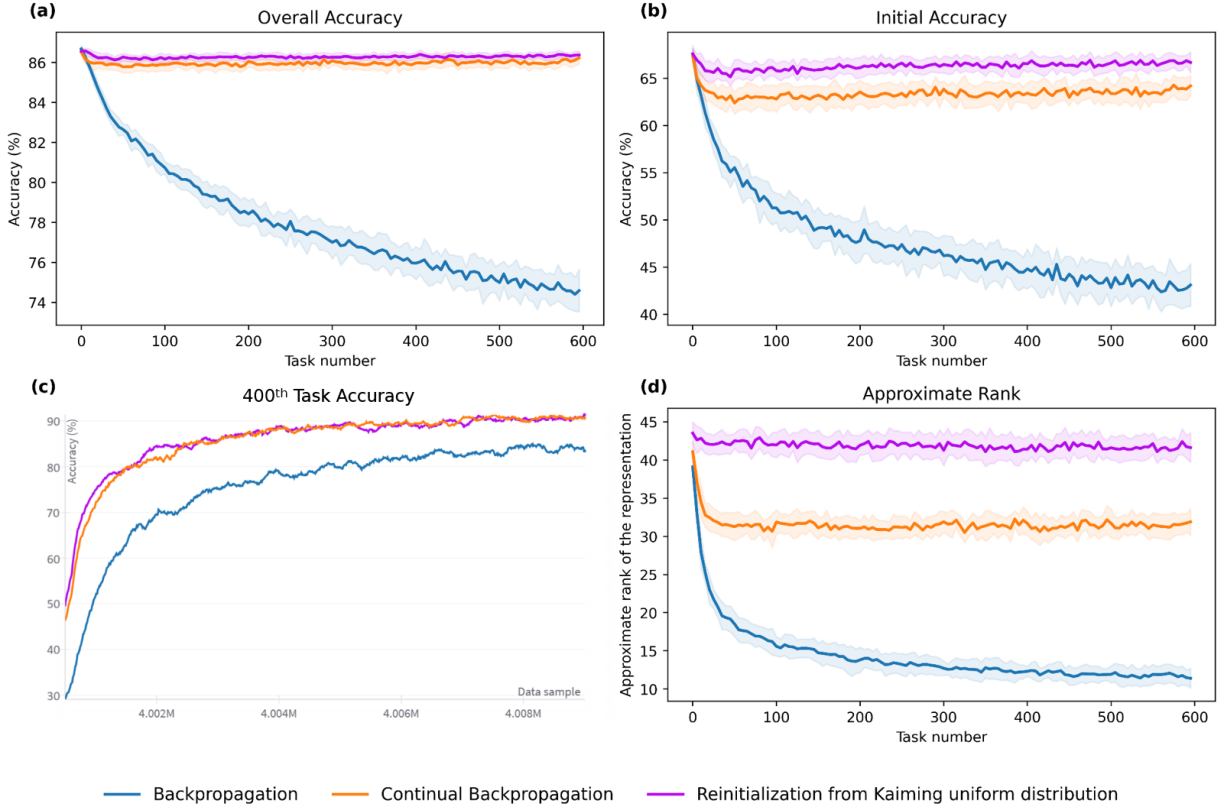 (a)
Overall Accuracy
Accuracy (%)
86
84
82
80
78
76
74
0 100 200 300 400 500 600
Task number
(b)
Initial Accuracy
Accuracy (%)
65
60
55
50
45
40
0 100 200 300 400 500 600
Task number
(c)
400th Task Accuracy
Accuracy (%)
90
80
70
60
50
40
30
Data sample
4.002M 4.004M 4.006M 4.008M
(d)
Approximate Rank
Approximate rank of the representation
45
40
35
30
25
20
15
10
0 100 200 300 400 500 600
Task number
Backpropagation Continual Backpropagation Reinitialization from Kaiming uniform distribution